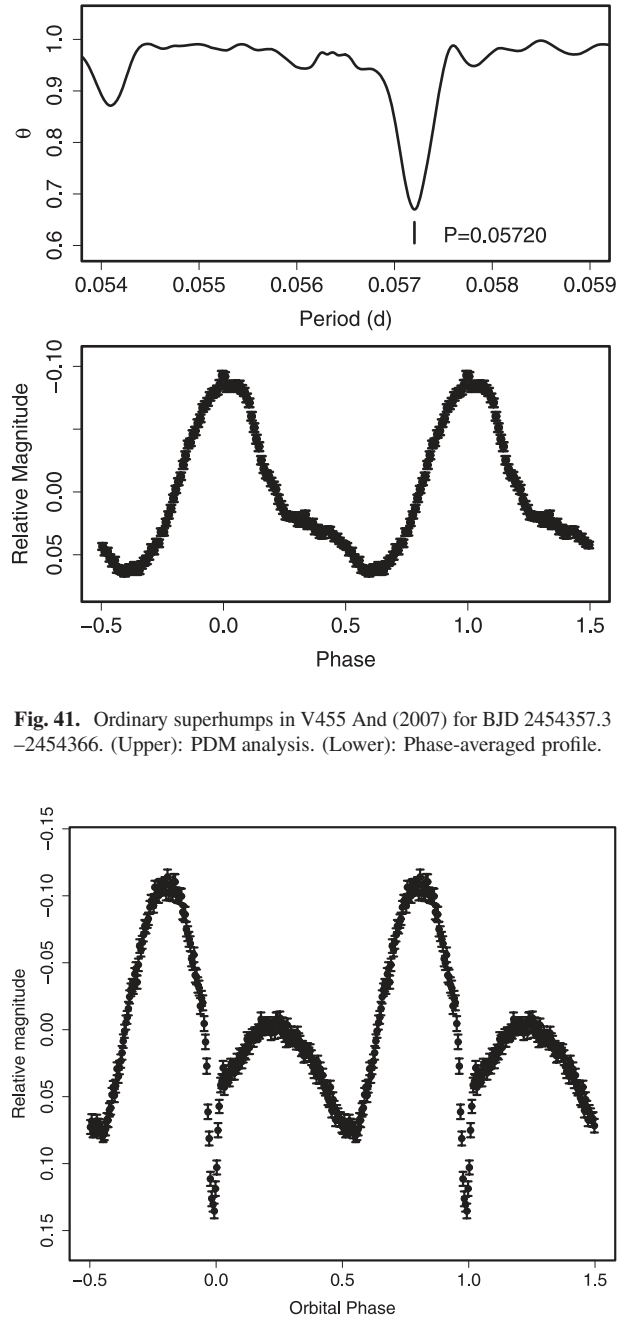 1.0
0.9
0.8
0.7
0.6
θ
P=0.05720
0.054 0.055 0.056 0.057 0.058 0.059
Period (d)
−0.10
0.00
0.05
Relative Magnitude
−0.5 0.0 0.5 1.0 1.5
Phase
Fig. 41. Ordinary superhumps in V455 And (2007) for BJD 2454357.3
–2454366. (Upper): PDM analysis. (Lower): Phase-averaged profile.
−0.15
−0.10
−0.05
0.00
0.05
0.10
0.15
Relative magnitude
−0.5 0.0 0.5 1.0 1.5
Orbital Phase